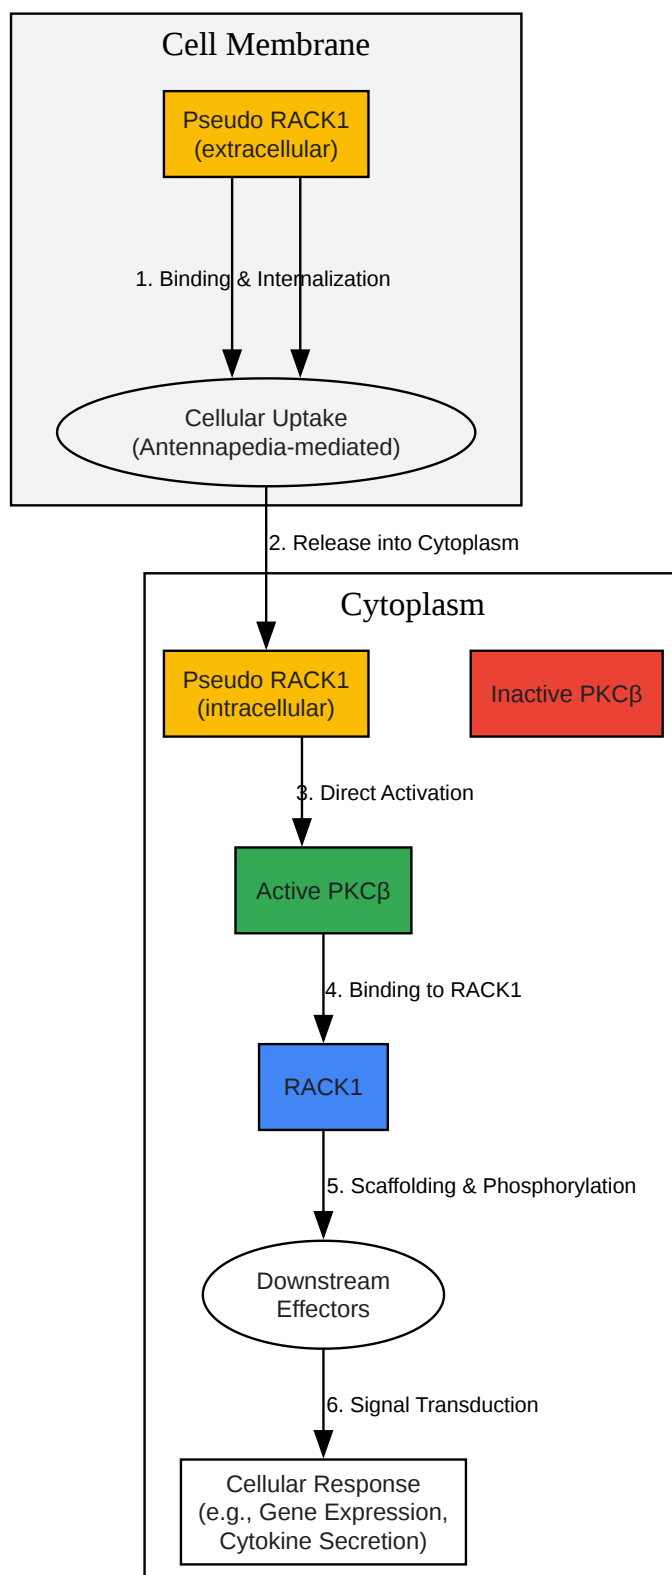 Cell Membrane
Pseudo RACK1
(extracellular)
1. Binding & Internalization
Cellular Uptake
(Antennapedia-mediated)
2. Release into Cytoplasm
Cytoplasm
Pseudo RACK1
(intracellular)
Inactive PKCβ
3. Direct Activation
Active PKCβ
4. Binding to RACK1
RACK1
5. Scaffolding & Phosphorylation
Downstream
Effectors
6. Signal Transduction
Cellular Response
(e.g., Gene Expression,
Cytokine Secretion)